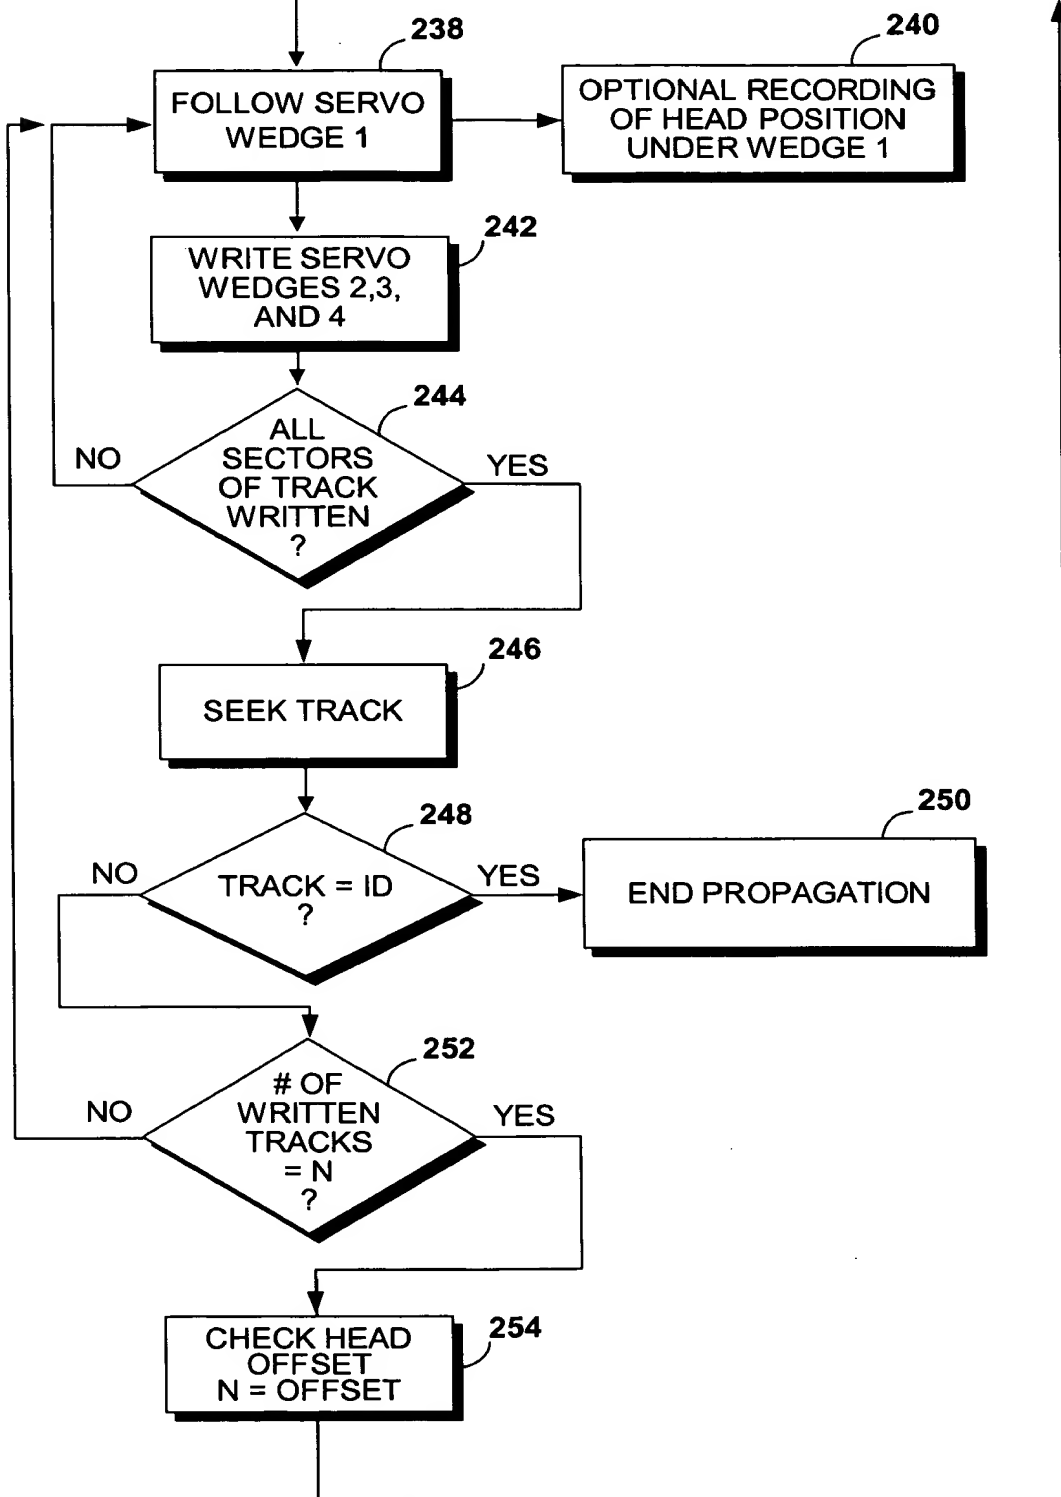 238
FOLLOW SERVO
WEDGE 1
240
OPTIONAL RECORDING
OF HEAD POSITION
UNDER WEDGE 1
242
WRITE SERVO
WEDGES 2,3,
AND 4
244
ALL
SECTORS
OF TRACK
WRITTEN
?
NO
YES
246
SEEK TRACK
248
TRACK = ID
?
NO
YES
250
END PROPAGATION
252
# OF
WRITTEN
TRACKS
= N
?
NO
YES
254
CHECK HEAD
OFFSET
N = OFFSET